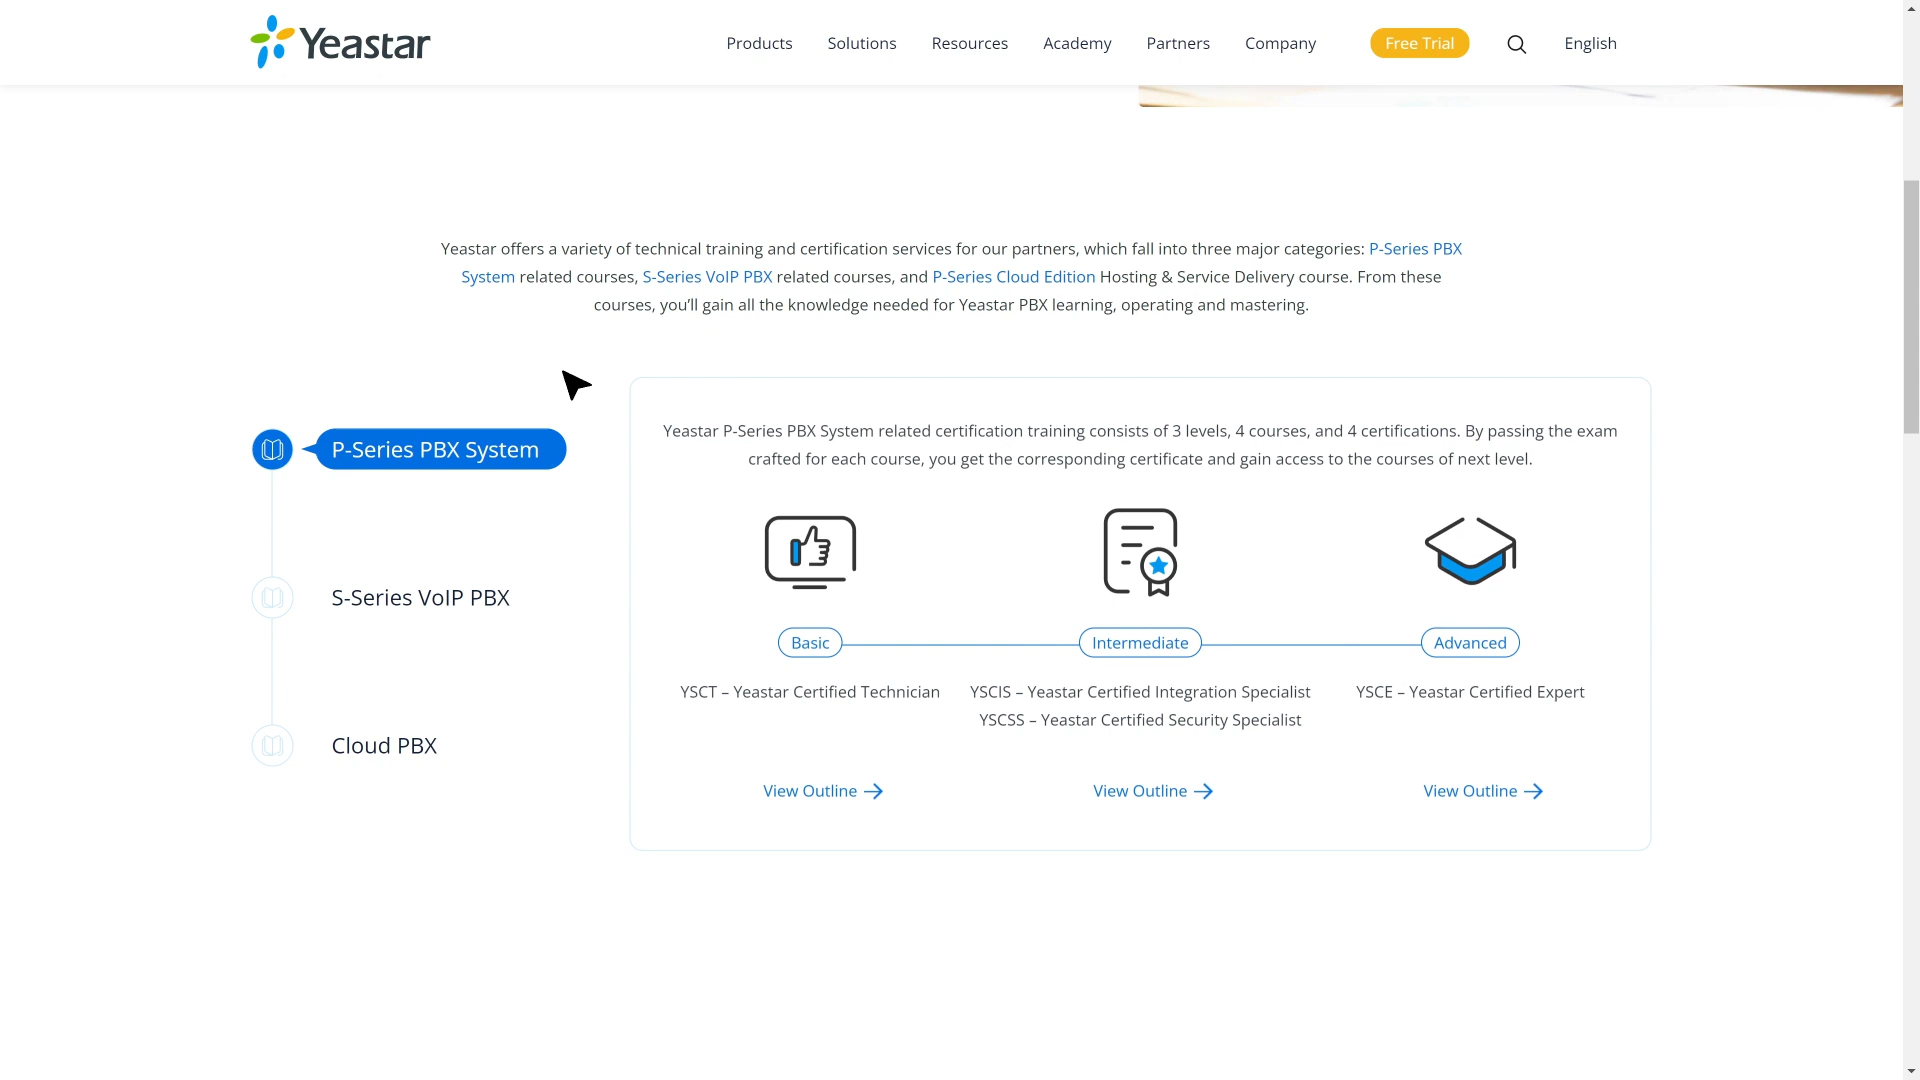 Yeastar
Products
Solutions
Resources
Academy
Partners
Company
Free Trial
English
Yeastar offers a variety of technical training and certification services for our partners, which fall into three major categories: P-Series PBX
System related courses, S-Series VoIP PBX related courses, and P-Series Cloud Edition Hosting & Service Delivery course. From these
courses, you’ll gain all the knowledge needed for Yeastar PBX learning, operating and mastering.
P-Series PBX System
S-Series VoIP PBX
Cloud PBX
Yeastar P-Series PBX System related certification training consists of 3 levels, 4 courses, and 4 certifications. By passing the exam
crafted for each course, you get the corresponding certificate and gain access to the courses of next level.
Basic
Intermediate
Advanced
YSCT – Yeastar Certified Technician
YSCIS – Yeastar Certified Integration Specialist
YSCSS – Yeastar Certified Security Specialist
YSCE – Yeastar Certified Expert
View Outline
View Outline
View Outline